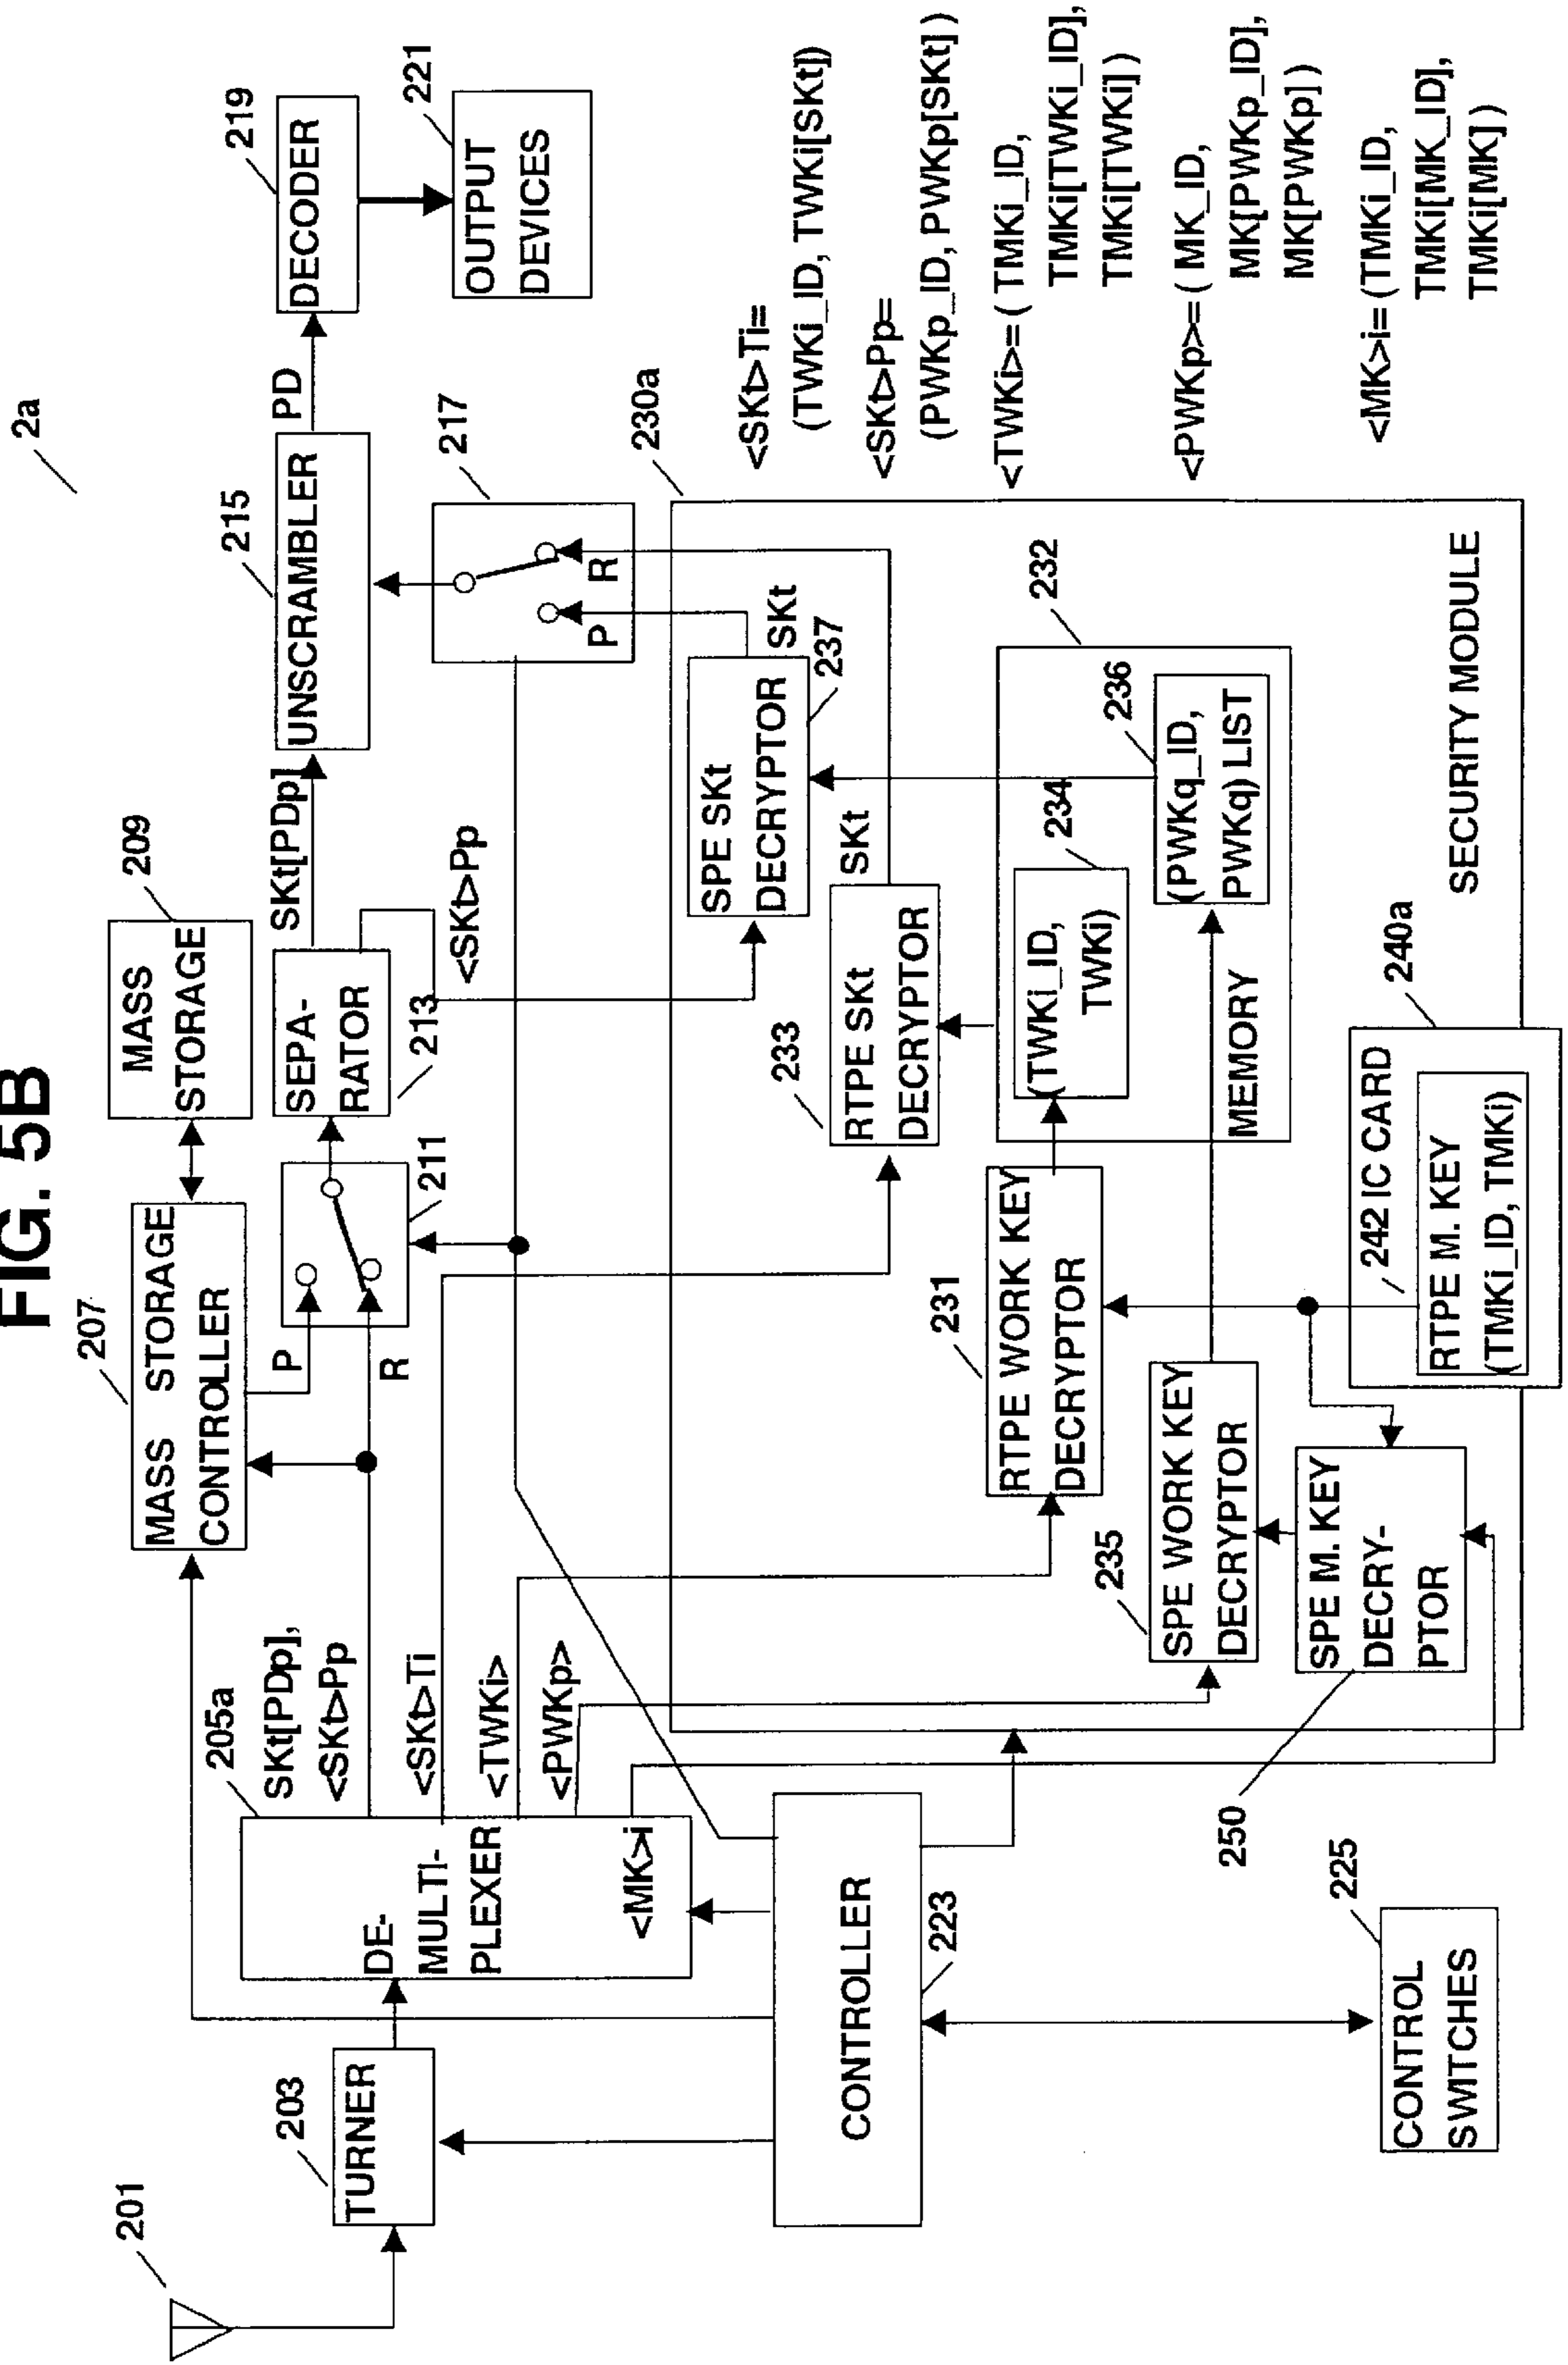 FIG. 5B
2a
201
203
TURNER
205a
DE-
MULTI-
PLEXER
<MK>i
SKt[PDp],
<SKt>Pp
<SKt>Ti
<TWKi>
<PWKp>
207
MASS STORAGE
CONTROLLER
209
MASS
STORAGE
P
R
211
SEPA-
RATOR
213
SKt[PDp]
<SKt>Pp
215
UNSCRAMBLER
PD
219
DECODER
221
OUTPUT
DEVICES
217
P
R
230a
SPE SKt
DECRYPTOR
SKt
237
233
RTPE SKt
DECRYPTOR
SKt
232
234
(TWKi_ID,
TWKi)
236
(PWKq_ID,
PWKq) LIST
MEMORY
231
RTPE WORK KEY
DECRYPTOR
235
SPE WORK KEY
DECRYPTOR
SPE M. KEY
DECRY-
PTOR
250
240a
242 IC CARD
RTPE M. KEY
(TMKi_ID, TMKi)
SECURITY MODULE
CONTROLLER
223
225
CONTROL
SWITCHES
<SKt>Ti=
(TWKi_ID, TWKi[SKt])
<SKt>Pp=
(PWKp_ID, PWKp[SKt] )
<TWKi>=( TMKi_ID,
TMKi[TWKi_ID],
TMKi[TWKi] )
<PWKp>=( MK_ID,
MK[PWKp_ID],
MK[PWKp] )
<MK>i=(TMKi_ID,
TMKi[MK_ID],
TMKi[MK] )